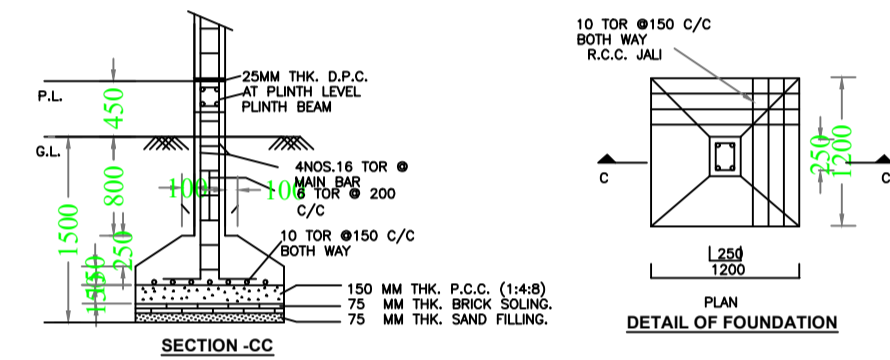 25MM THK. D.P.C.
AT PLINTH LEVEL
PLINTH BEAM
P.L.
450
G.L.
4NOS.16 TOR @
MAIN BAR
100
100
6 TOR @ 200
C/C
800
1500
250
10 TOR @150 C/C
BOTH WAY
150
150 MM THK. P.C.C. (1:4:8)
75 MM THK. BRICK SOLING.
75 MM THK. SAND FILLING.
SECTION -CC
10 TOR @150 C/C
BOTH WAY
R.C.C. JALI
250
1200
C
C
250
1200
PLAN
DETAIL OF FOUNDATION